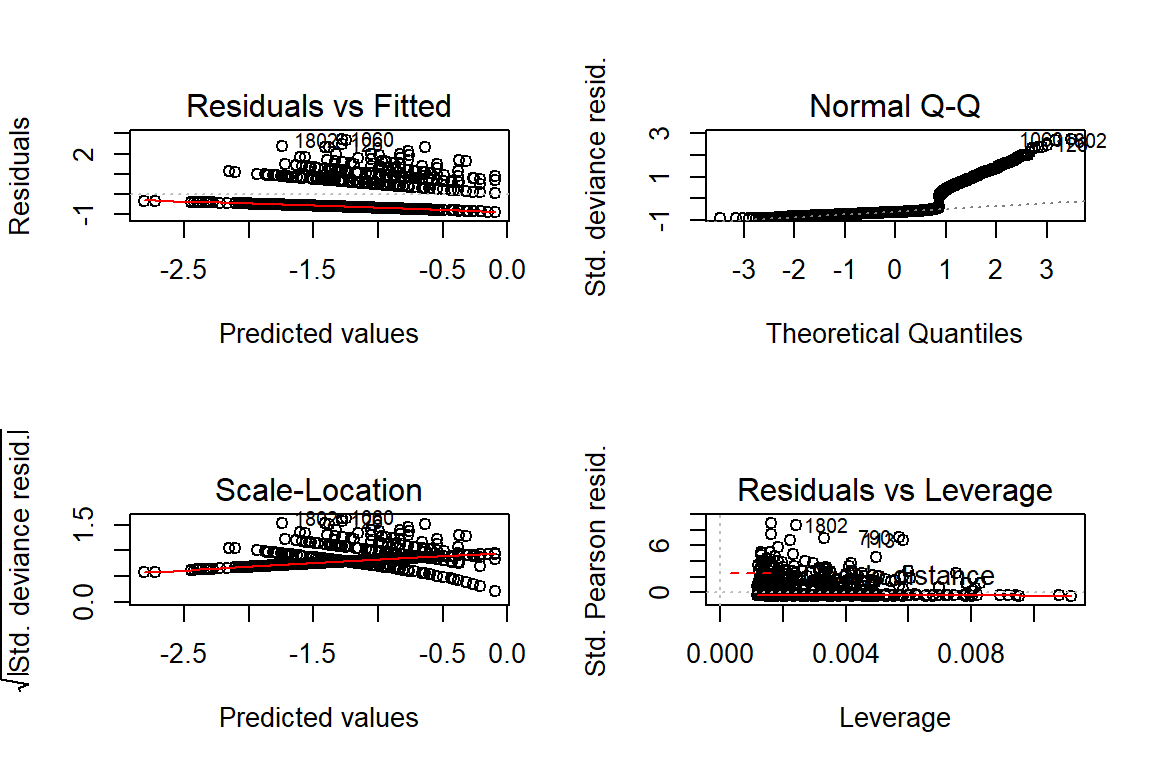 Residuals vs Fitted
Residuals
-1 2
1802 1060
-2.5 -1.5 -0.5 0.0
Predicted values
Normal Q-Q
Std. deviance resid.
-1 1 3
-3 -2 -1 0 1 2 3
Theoretical Quantiles
Scale-Location
√|Std. deviance resid.|
0.0 1.5
1802 1060
-2.5 -1.5 -0.5 0.0
Predicted values
Residuals vs Leverage
Std. Pearson resid.
0 6
1802
790
113
distance
0.000 0.004 0.008
Leverage